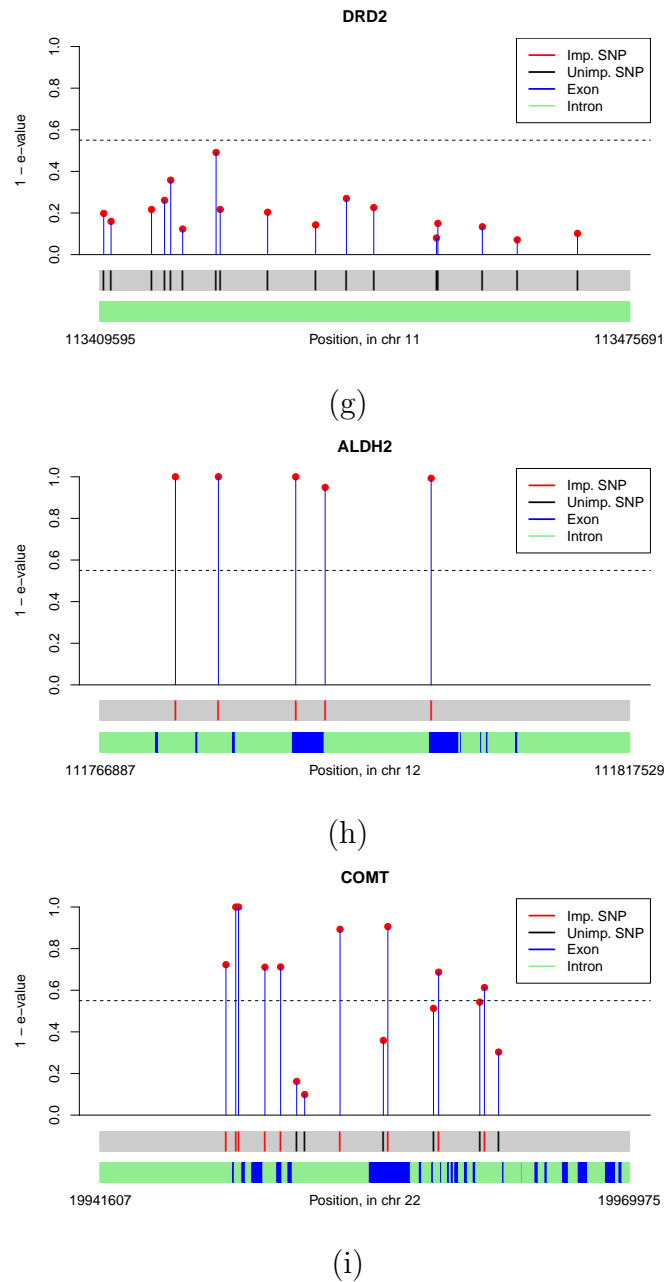 DRD2
1 − e−value
0.0
0.2
0.4
0.6
0.8
1.0
Imp. SNP
Unimp. SNP
Exon
Intron
113409595
Position, in chr 11
113475691
(g)
ALDH2
1 − e−value
0.0
0.2
0.4
0.6
0.8
1.0
Imp. SNP
Unimp. SNP
Exon
Intron
111766887
Position, in chr 12
111817529
(h)
COMT
1 − e−value
0.0
0.2
0.4
0.6
0.8
1.0
Imp. SNP
Unimp. SNP
Exon
Intron
19941607
Position, in chr 22
19969975
(i)